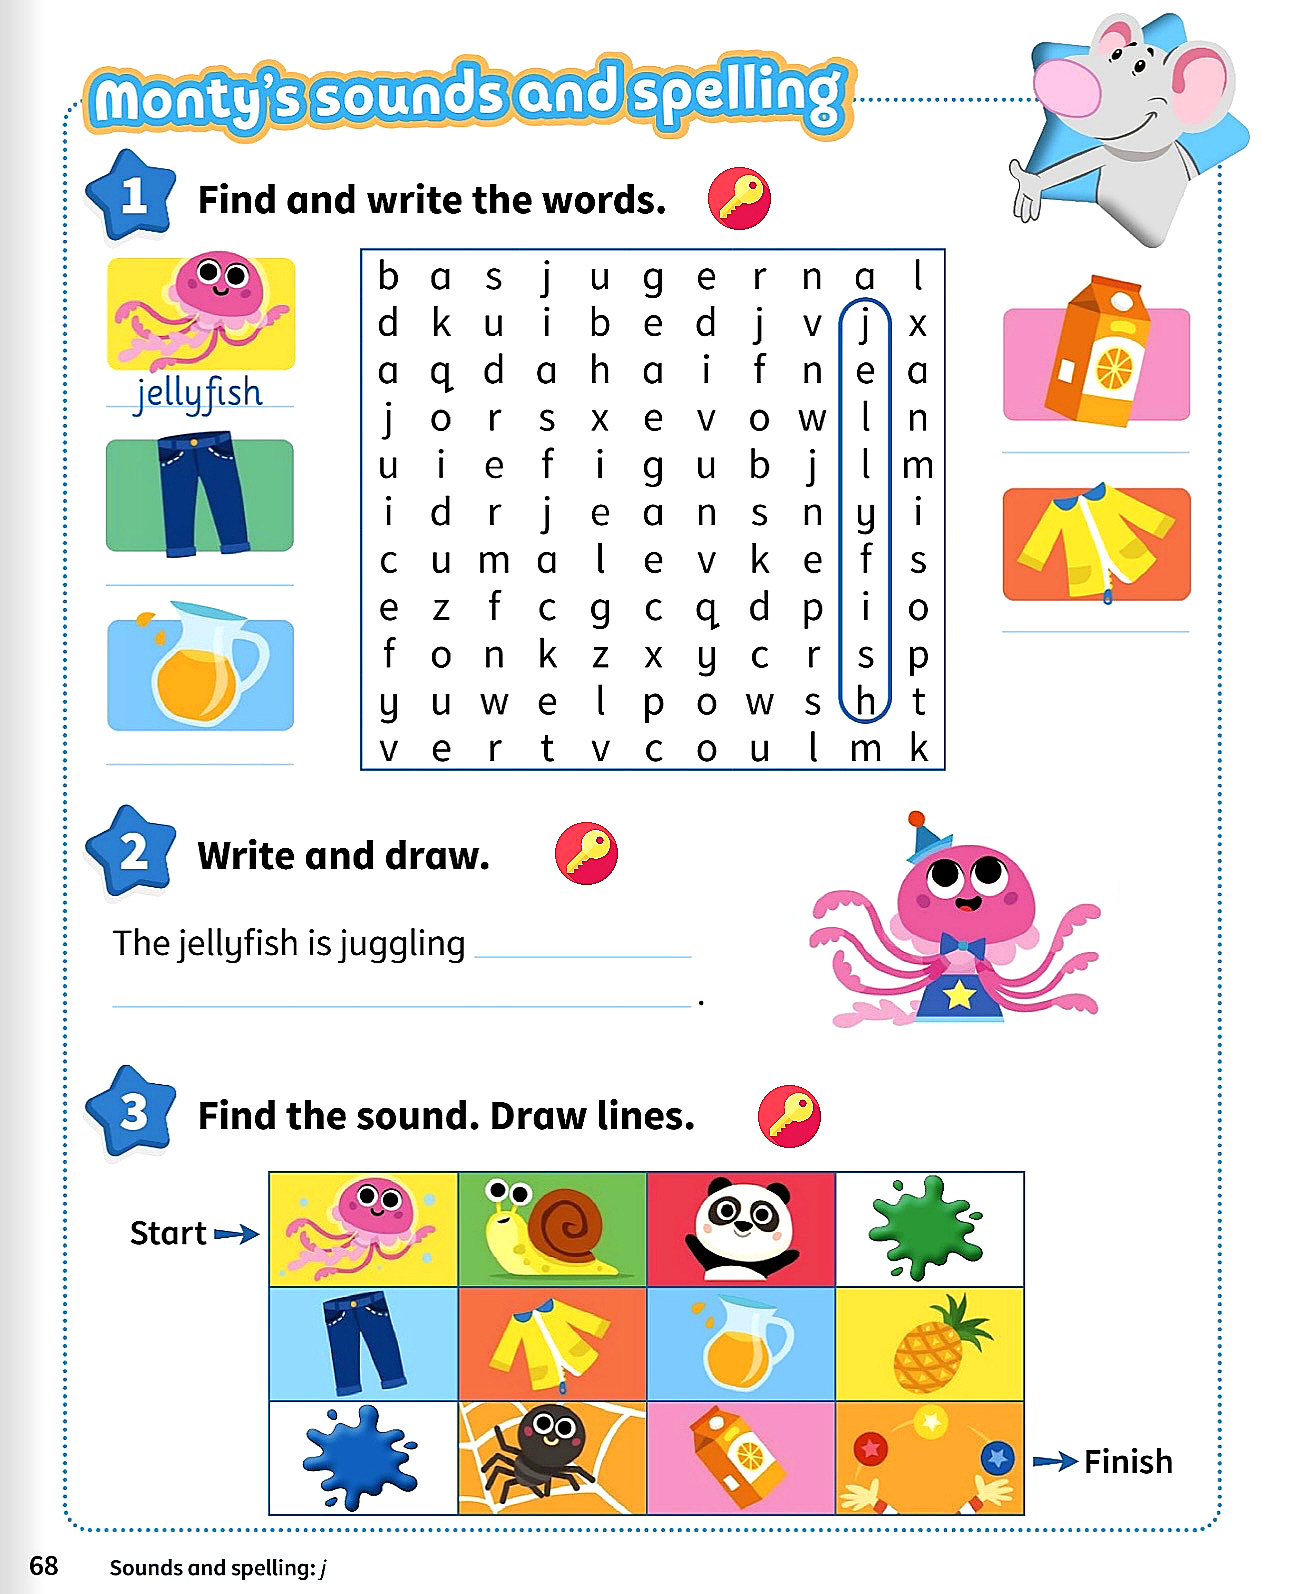 Monty's sounds and spelling
1 Find and write the words.
jellyfish
b a s j u g e r n a l
d k u i b e d j v j x
a q d a h a i f n e a
j o r s x e v o w l n
u i e f i g u b j l m
i d r j e a n s n y i
c u m a l e v k e f s
e z f c g c q d p i o
f o n k z x y c r s p
y u w e l p o w s h t
v e r t v c o u l m k
2 Write and draw.
The jellyfish is juggling
.
3 Find the sound. Draw lines.
Start
Finish
68 Sounds and spelling: j